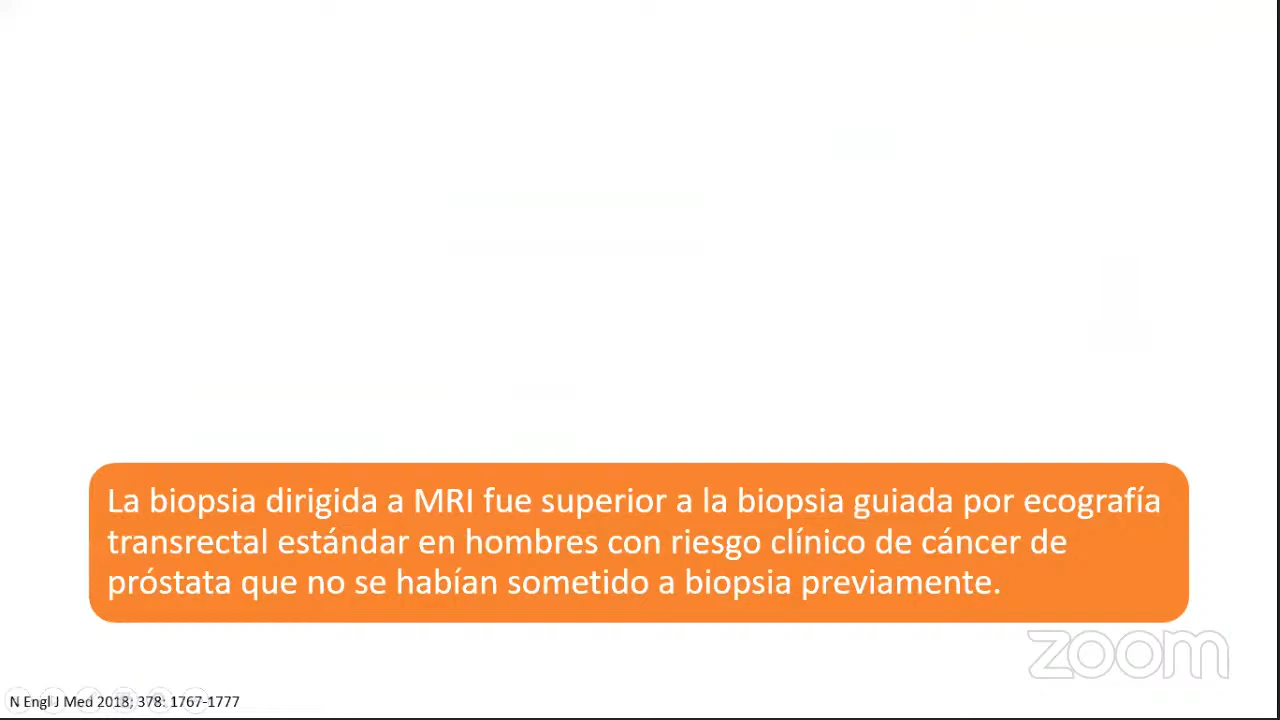 La biopsia dirigida a MRI fue superior a la biopsia guiada por ecografía
transrectal estándar en hombres con riesgo clínico de cáncer de
próstata que no se habían sometido a biopsia previamente.
zoom
N Engl J Med 2018; 378: 1767-1777